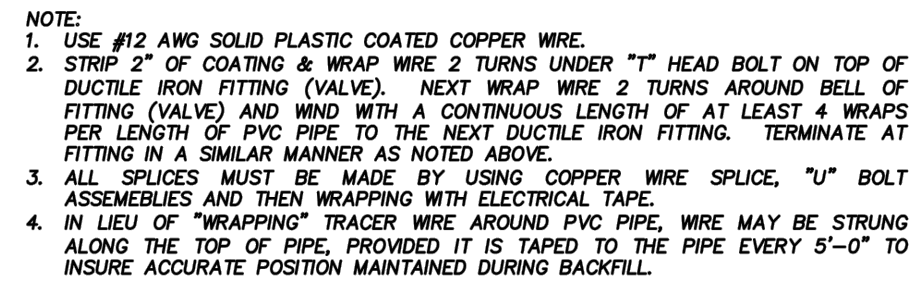 NOTE:
1. USE #12 AWG SOLID PLASTIC COATED COPPER WIRE.
2. STRIP 2" OF COATING & WRAP WIRE 2 TURNS UNDER "T" HEAD BOLT ON TOP OF
DUCTILE IRON FITTING (VALVE). NEXT WRAP WIRE 2 TURNS AROUND BELL OF
FITTING (VALVE) AND WIND WITH A CONTINUOUS LENGTH OF AT LEAST 4 WRAPS
PER LENGTH OF PVC PIPE TO THE NEXT DUCTILE IRON FITTING. TERMINATE AT
FITTING IN A SIMILAR MANNER AS NOTED ABOVE.
3. ALL SPLICES MUST BE MADE BY USING COPPER WIRE SPLICE, "U" BOLT
ASSEMEBLIES AND THEN WRAPPING WITH ELECTRICAL TAPE.
4. IN LIEU OF "WRAPPING" TRACER WIRE AROUND PVC PIPE, WIRE MAY BE STRUNG
ALONG THE TOP OF PIPE, PROVIDED IT IS TAPED TO THE PIPE EVERY 5'-0" TO
INSURE ACCURATE POSITION MAINTAINED DURING BACKFILL.